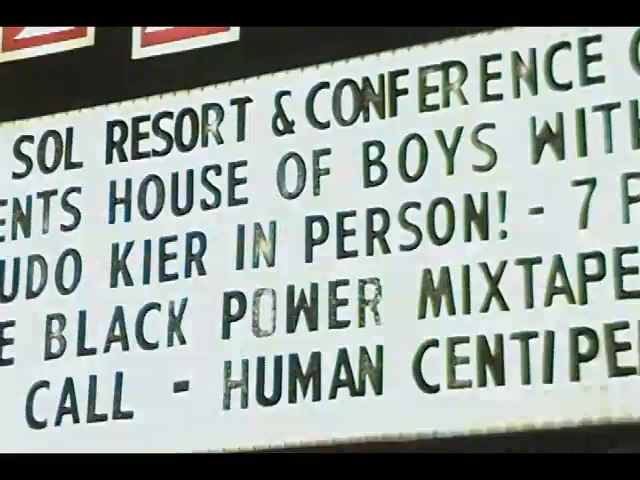 SOL RESORT & CONFERENCE
ENTS HOUSE OF BOYS WITH
UDO KIER IN PERSON! - 7 P
E BLACK POWER MIXTAPE
CALL - HUMAN CENTIPE